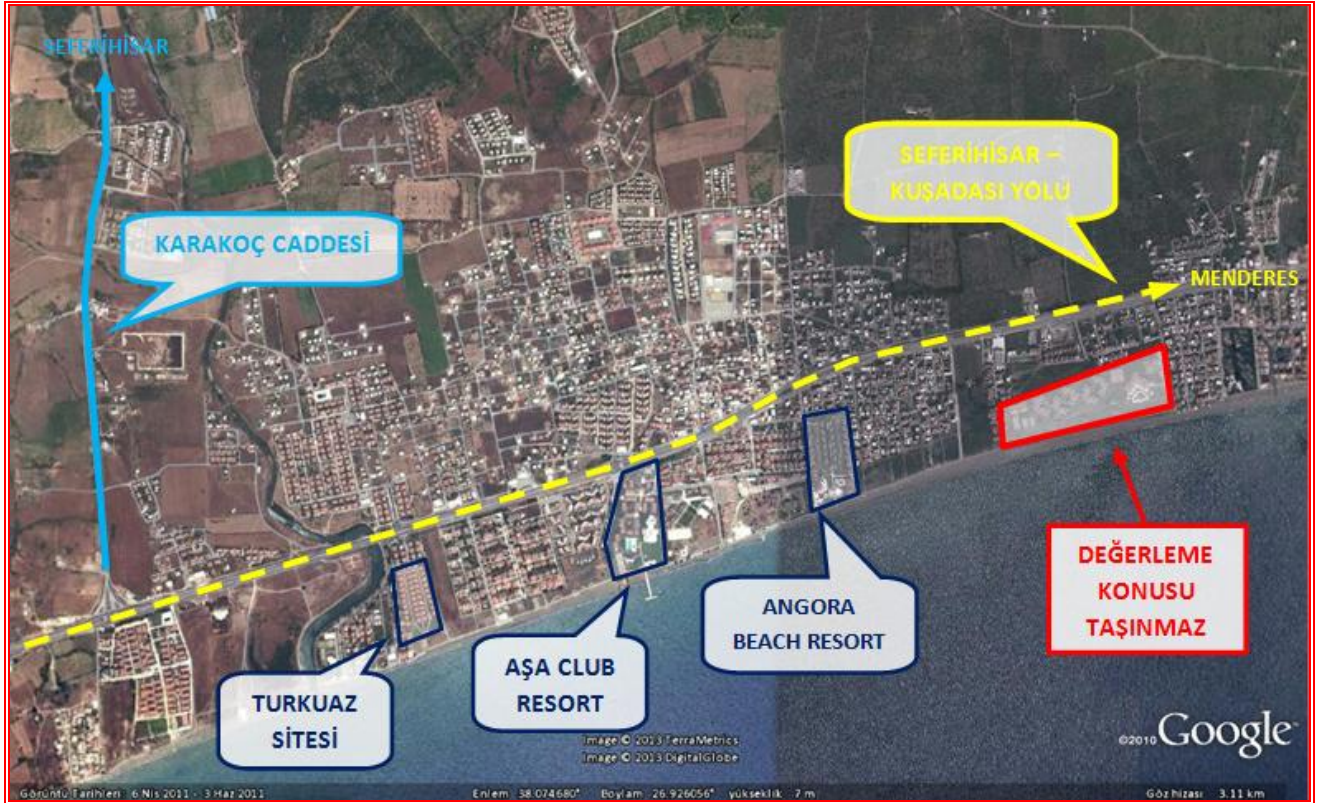 SEFERİHİSAR
KARAKOÇ CADDESİ
SEFERİHİSAR –
KUŞADASI YOLU
MENDERES
DEĞERLEME
KONUSU
TAŞINMAZ
ANGORA
BEACH RESORT
AŞA CLUB
RESORT
TURKUAZ
SİTESİ
Image © 2013 TerraMetrics
Image © 2013 DigitalGlobe
©2010 Google
Görüntü Tarihleri: 6 Nis 2011 - 3 Haz 2011 Enlem 38.074680° Boylam 26.926056° yükseklik 7 m Göz hizası 3.11 km